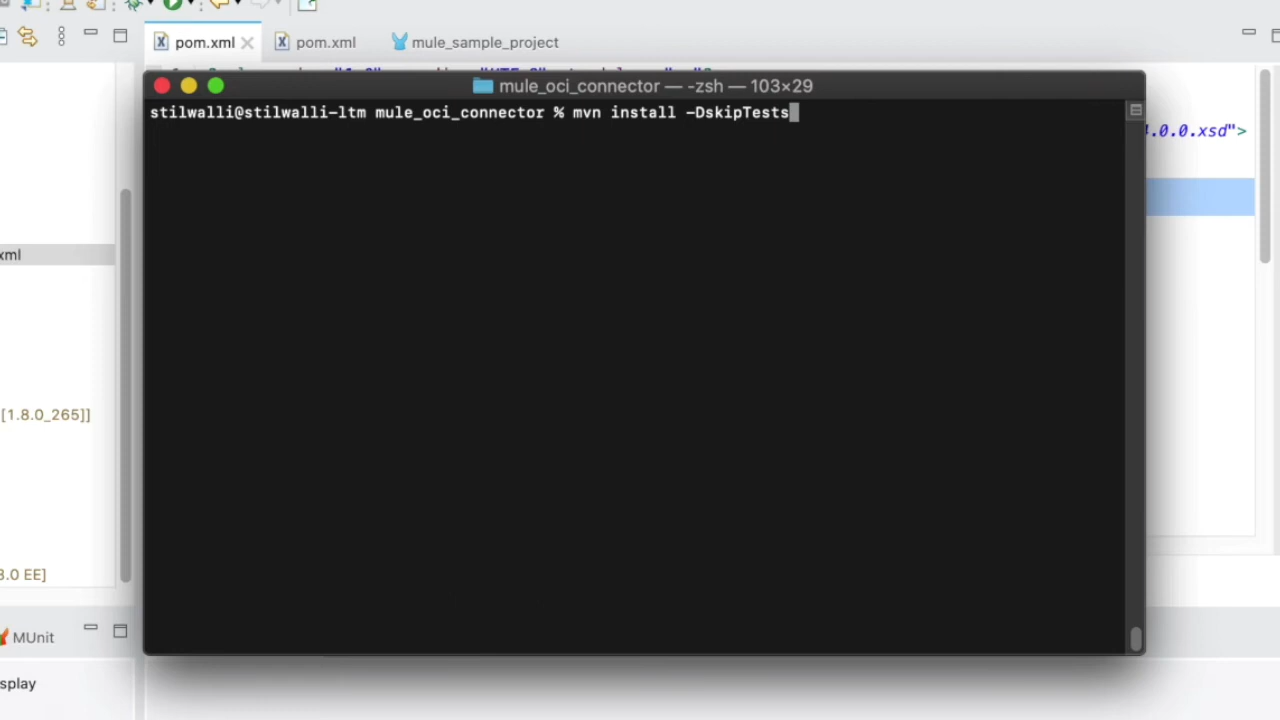 pom.xml
pom.xml
mule_sample_project
mule_oci_connector — -zsh — 103×29
stilwalli@stilwalli-ltm mule_oci_connector % mvn install -DskipTests
.0.0.xsd">
xml
[1.8.0_265]]
3.0 EE]
MUnit
splay